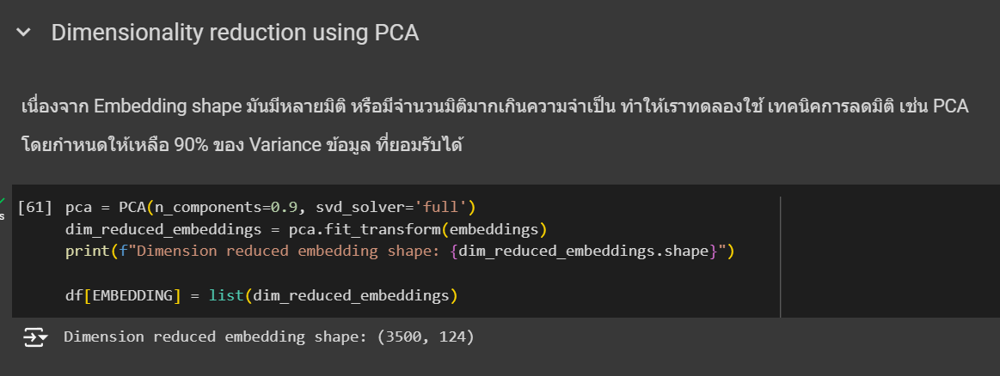 Dimensionality reduction using PCA
เนื่องจาก Embedding shape มันมีหลายมิติ หรือมีจำนวนมิติมากเกินความจำเป็น ทำให้เราทดลองใช้ เทคนิคการลดมิติ เช่น PCA
โดยกำหนดให้เหลือ 90% ของ Variance ข้อมูล ที่ยอมรับได้
s
[61] pca = PCA(n_components=0.9, svd_solver='full')
dim_reduced_embeddings = pca.fit_transform(embeddings)
print(f"Dimension reduced embedding shape: {dim_reduced_embeddings.shape}")
df[EMBEDDING] = list(dim_reduced_embeddings)
Dimension reduced embedding shape: (3500, 124)